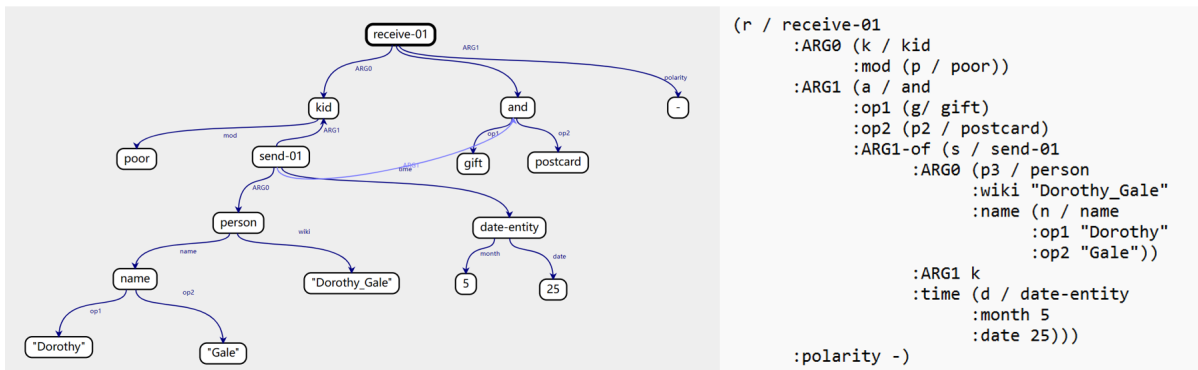 receive-01
ARG0
ARG1
polarity
kid
and
-
mod
ARG1
op1
op2
poor
send-01
gift
postcard
ARG1
time
ARG0
person
date-entity
name
wiki
month
date
name
"Dorothy_Gale"
5
25
op1
op2
"Dorothy"
"Gale"
(r / receive-01
:ARG0 (k / kid
:mod (p / poor))
:ARG1 (a / and
:op1 (g/ gift)
:op2 (p2 / postcard)
:ARG1-of (s / send-01
:ARG0 (p3 / person
:wiki "Dorothy_Gale"
:name (n / name
:op1 "Dorothy"
:op2 "Gale"))
:ARG1 k
:time (d / date-entity
:month 5
:date 25)))
:polarity -)